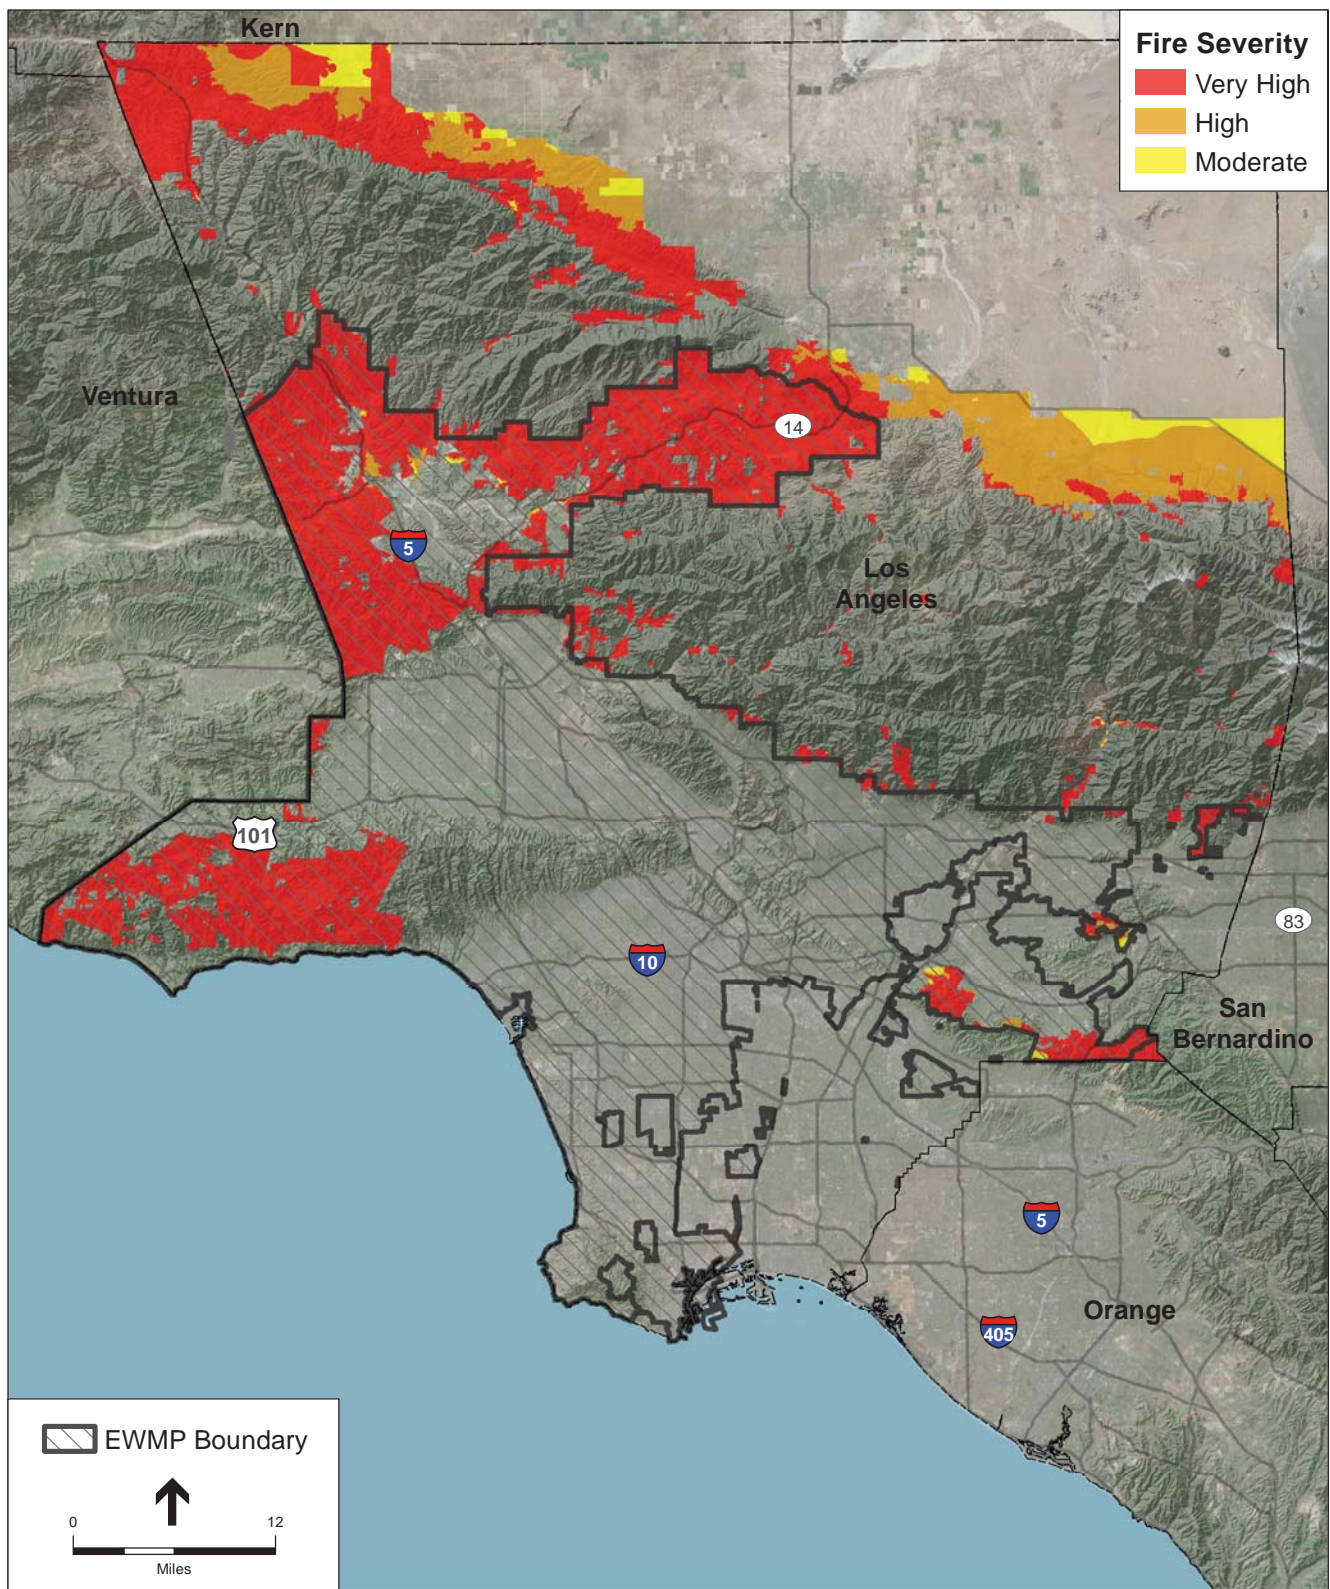 Kern
Fire Severity
Very High
High
Moderate
Ventura
14
5
Los
Angeles
101
83
10
San
Bernardino
5
Orange
405
EWMP Boundary
0 12
Miles